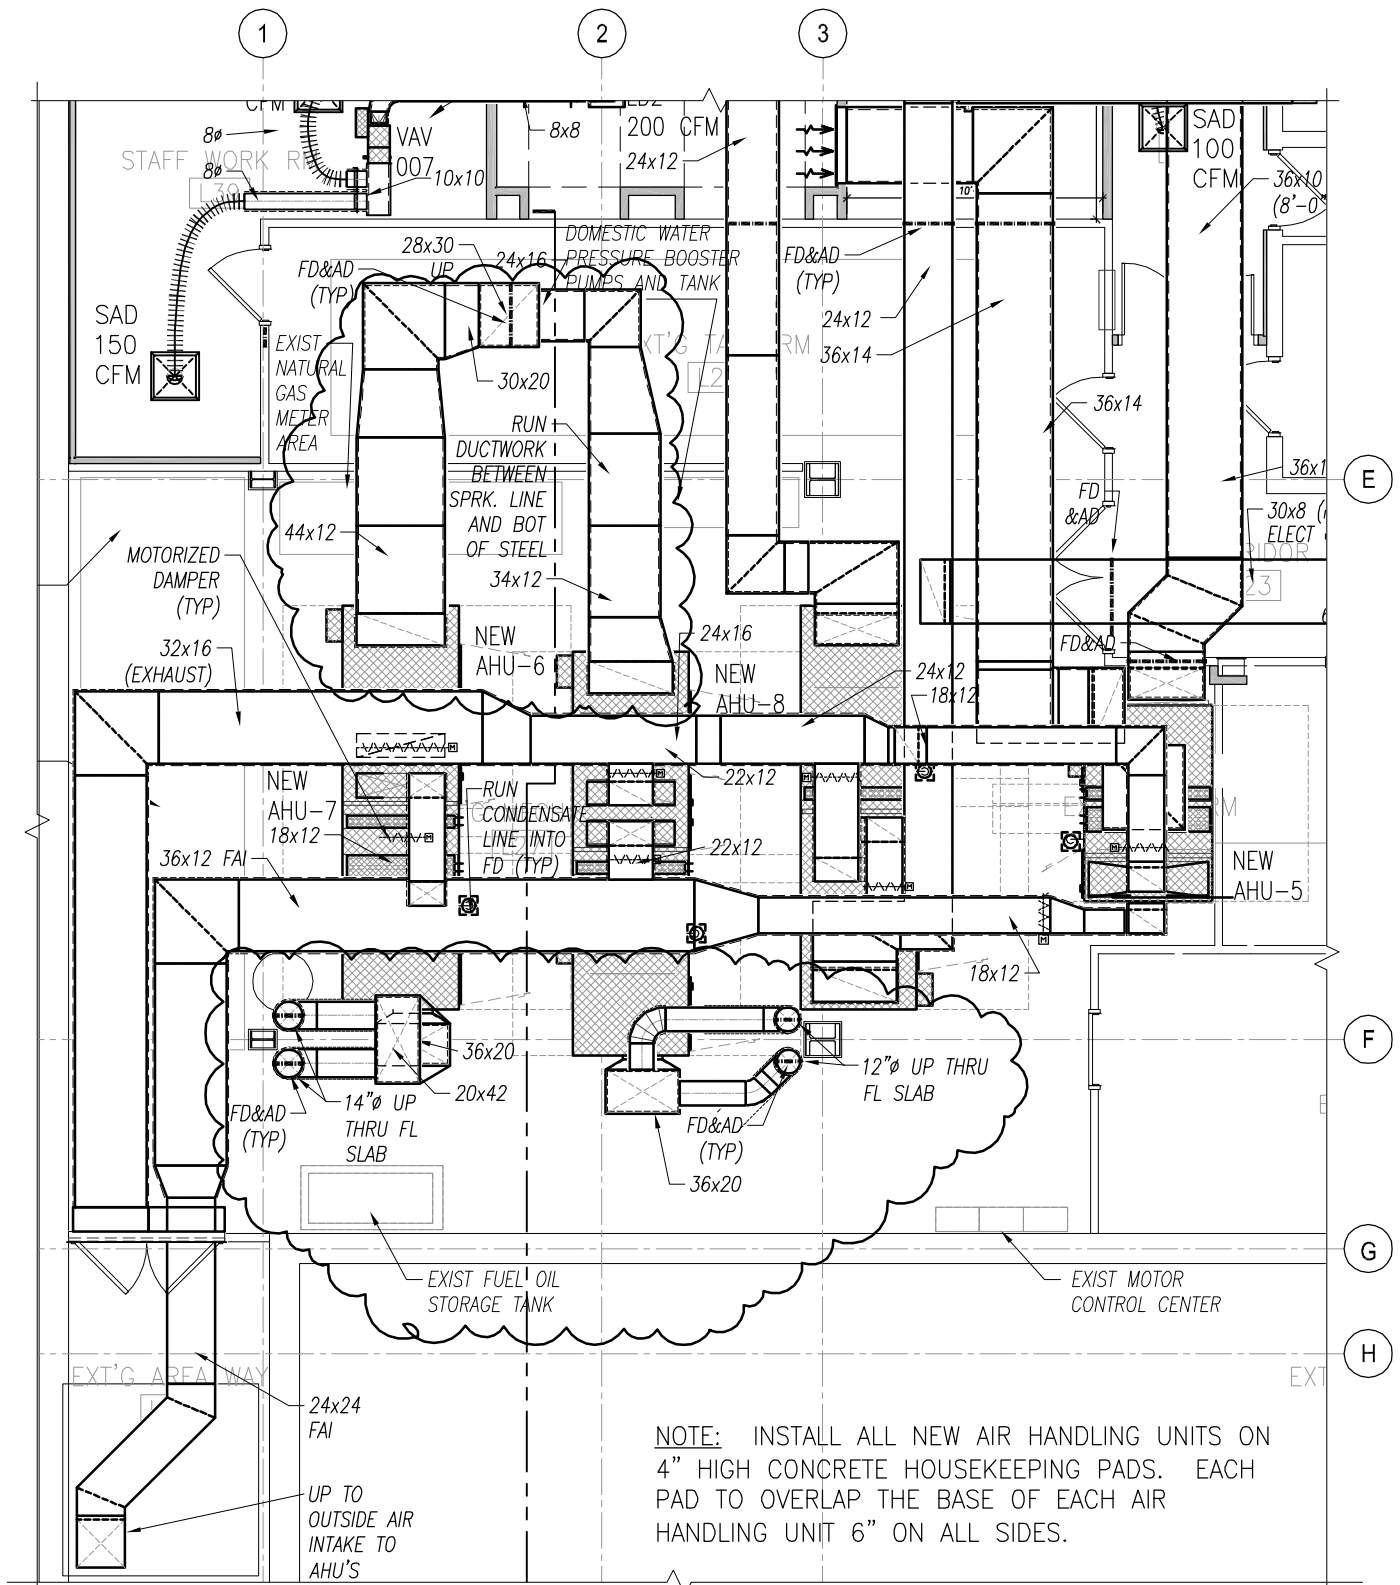 1
2
3
CFM
8ø
STAFF WORK
8ø
VAV
007
10x10
8x8
200 CFM
24x12
SAD
100
CFM
36x10
(8'-0
10'
28x30
UP
24x16
FD&AD
(TYP)
DOMESTIC WATER
PRESSURE BOOSTER
PUMPS AND TANK
FD&AD
(TYP)
24x12
36x14
SAD
150
CFM
EXIST
NATURAL
GAS
METER
AREA
30x20
RM
36x14
RUN
DUCTWORK
BETWEEN
SPRK. LINE
AND BOT
OF STEEL
E
FD
&AD
30x8
ELECT
44x12
MOTORIZED
DAMPER
(TYP)
34x12
23
32x16
(EXHAUST)
NEW
AHU-6
24x16
NEW
AHU-8
24x12
18x12
FD&AD
22x12
NEW
AHU-7
18x12
RUN
CONDENSATE
LINE INTO
FD (TYP)
22x12
36x12 FAI
NEW
AHU-5
18x12
F
36x20
20x42
14"ø UP
THRU FL
SLAB
FD&AD
(TYP)
12"ø UP THRU
FL SLAB
FD&AD
(TYP)
36x20
G
EXIST FUEL OIL
STORAGE TANK
EXIST MOTOR
CONTROL CENTER
H
EXT'G AREA WAY
EXT
24x24
FAI
UP TO
OUTSIDE AIR
INTAKE TO
AHU'S
NOTE: INSTALL ALL NEW AIR HANDLING UNITS ON
4" HIGH CONCRETE HOUSEKEEPING PADS. EACH
PAD TO OVERLAP THE BASE OF EACH AIR
HANDLING UNIT 6" ON ALL SIDES.